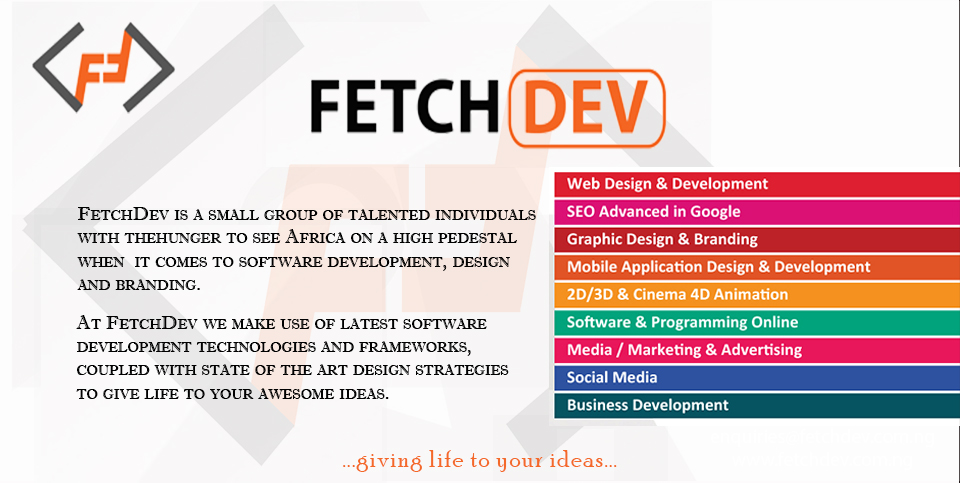 FF
FETCH DEV
FetchDev is a small group of talented individuals
with thehunger to see Africa on a high pedestal
when it comes to software development, design
and branding.
At FetchDev we make use of latest software
development technologies and frameworks,
coupled with state of the art design strategies
to give life to your awesome ideas.
Web Design & Development
SEO Advanced in Google
Graphic Design & Branding
Mobile Application Design & Development
2D/3D & Cinema 4D Animation
Software & Programming Online
Media / Marketing & Advertising
Social Media
Business Development
...giving life to your ideas...